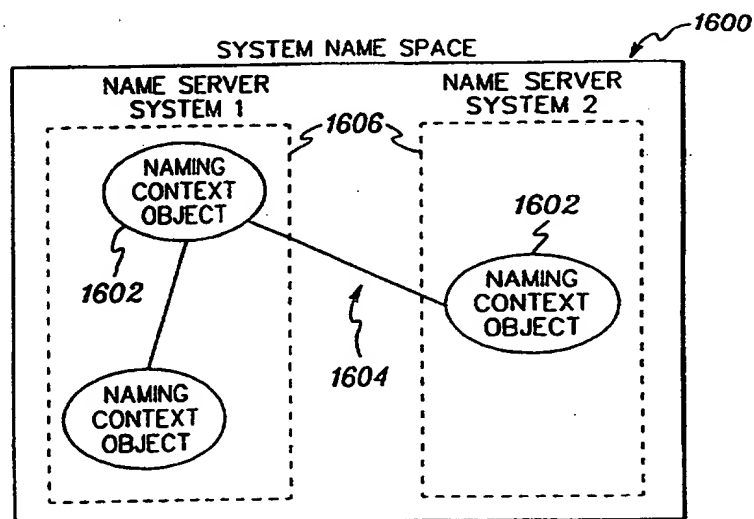 1600
SYSTEM NAME SPACE
NAME SERVER
SYSTEM 1
NAME SERVER
SYSTEM 2
1606
NAMING
CONTEXT
OBJECT
1602
1602
NAMING
CONTEXT
OBJECT
1604
NAMING
CONTEXT
OBJECT